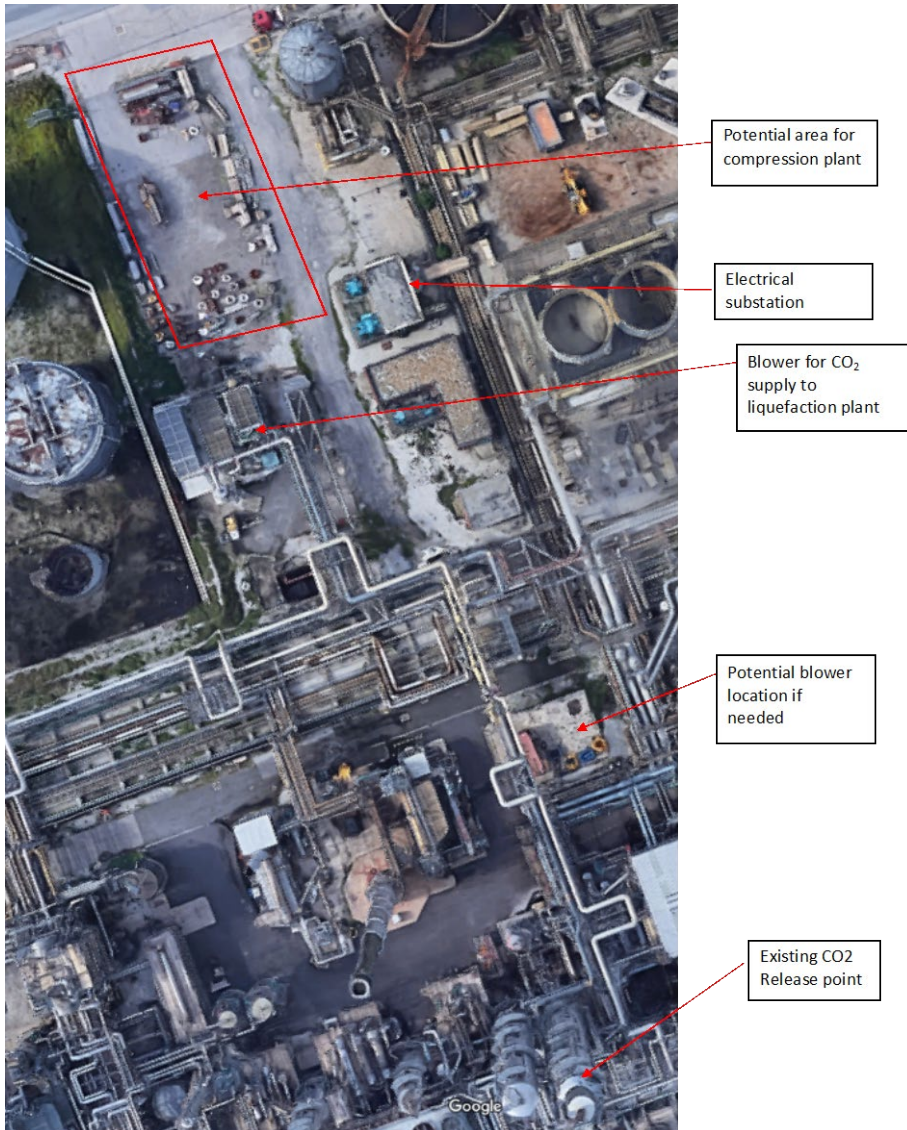 Potential area for
compression plant
Electrical
substation
Blower for CO₂
supply to
liquefaction plant
Potential blower
location if
needed
Existing CO2
Release point
Google